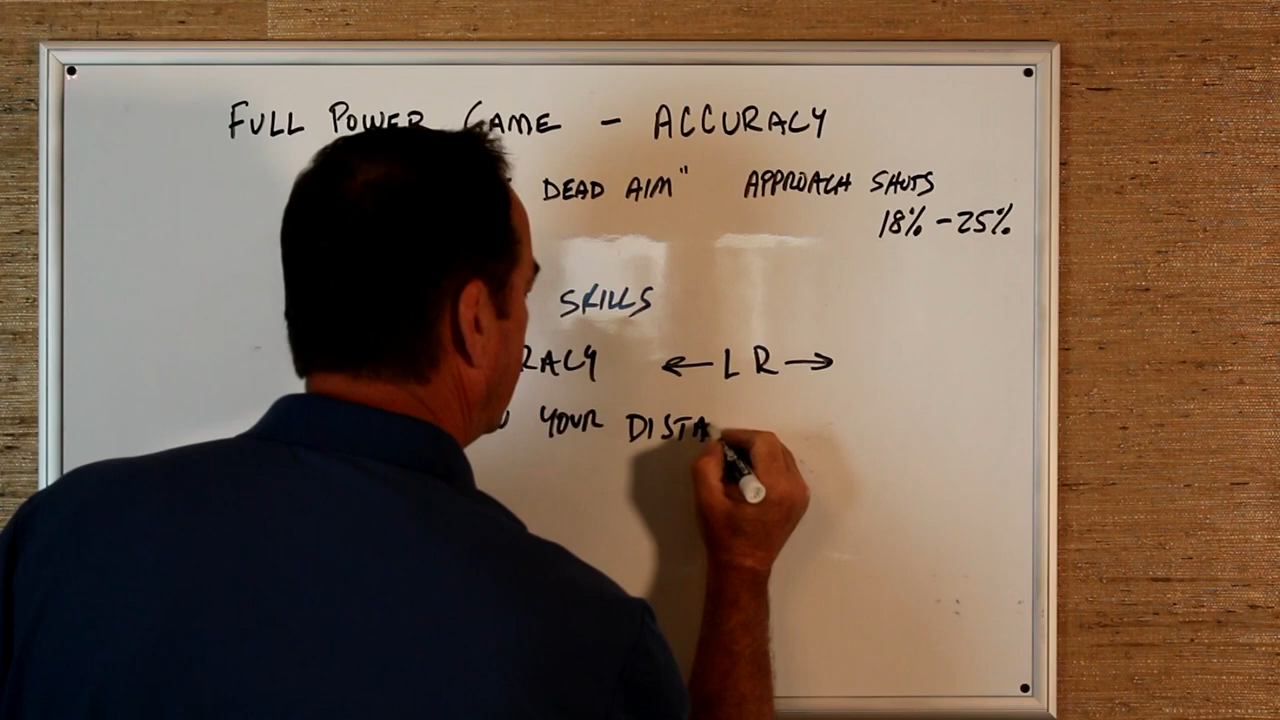 FULL POWER GAME - ACCURACY
DEAD AIM" APPROACH SHOTS
18% - 25%
SKILLS
RACY ← L R →
YOUR DISTA